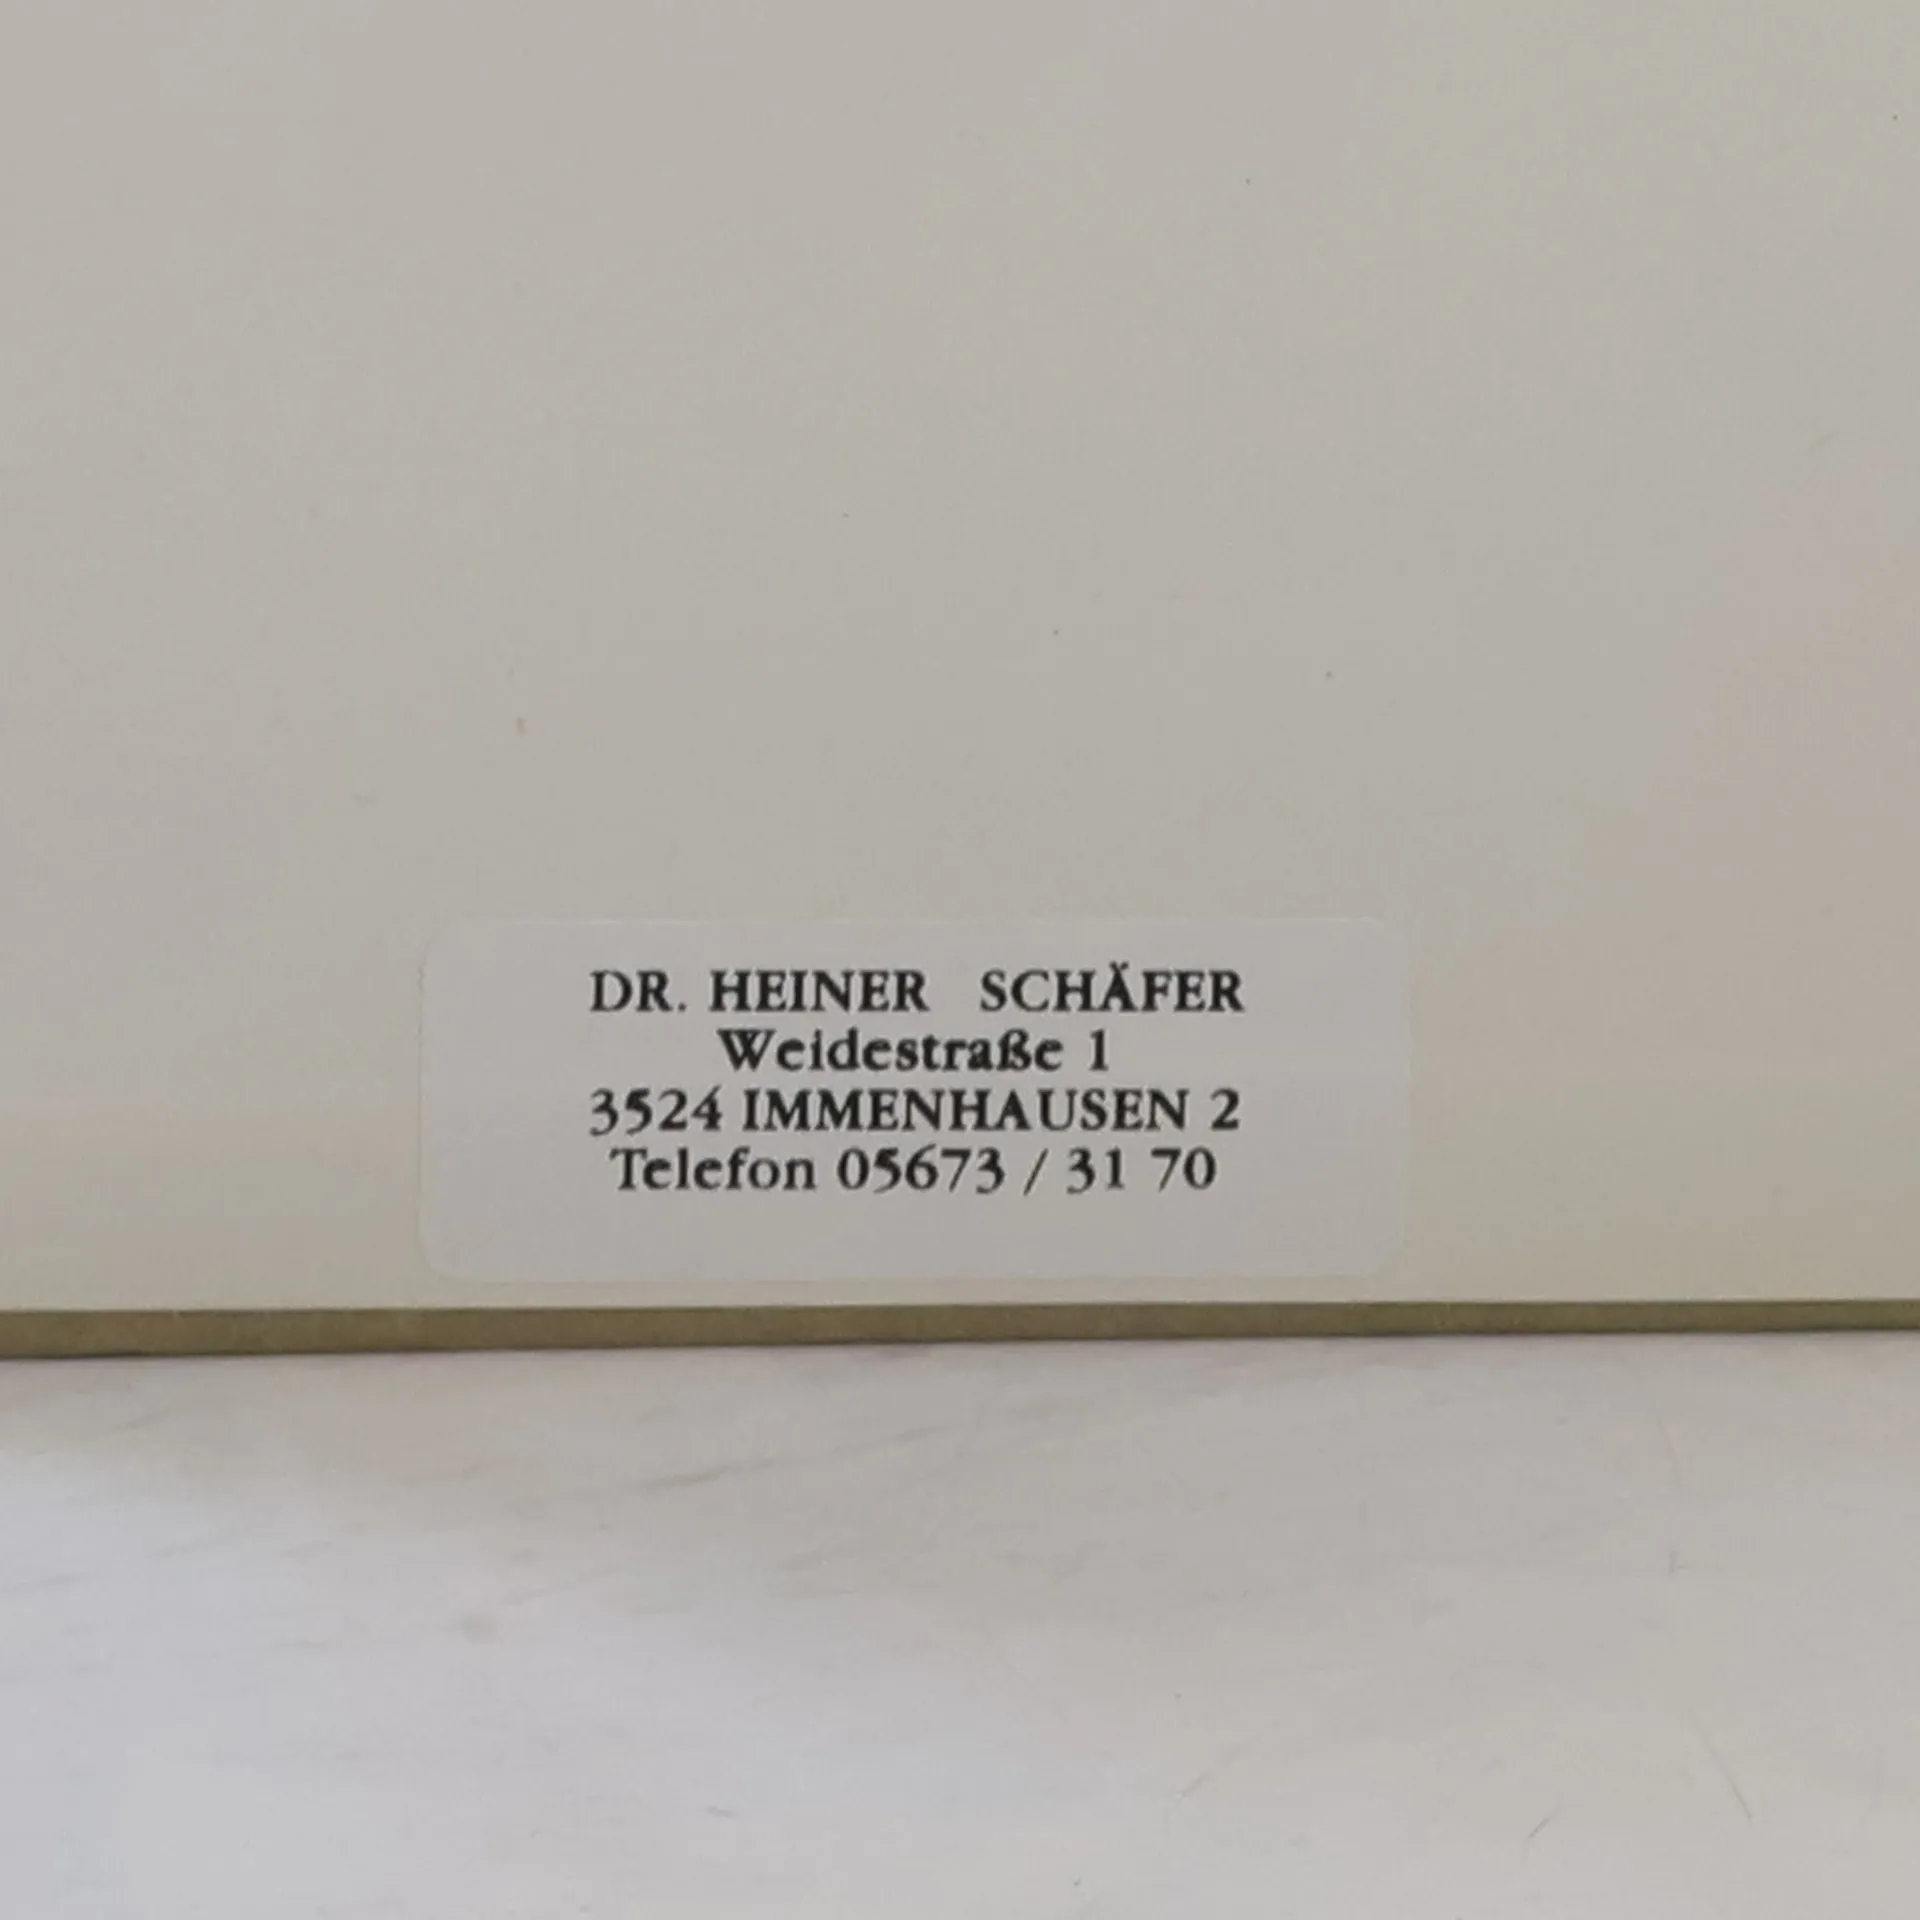 DR. HEINER SCHÄFER
Weidestraße 1
3524 IMMENHAUSEN 2
Telefon 05673 / 31 70